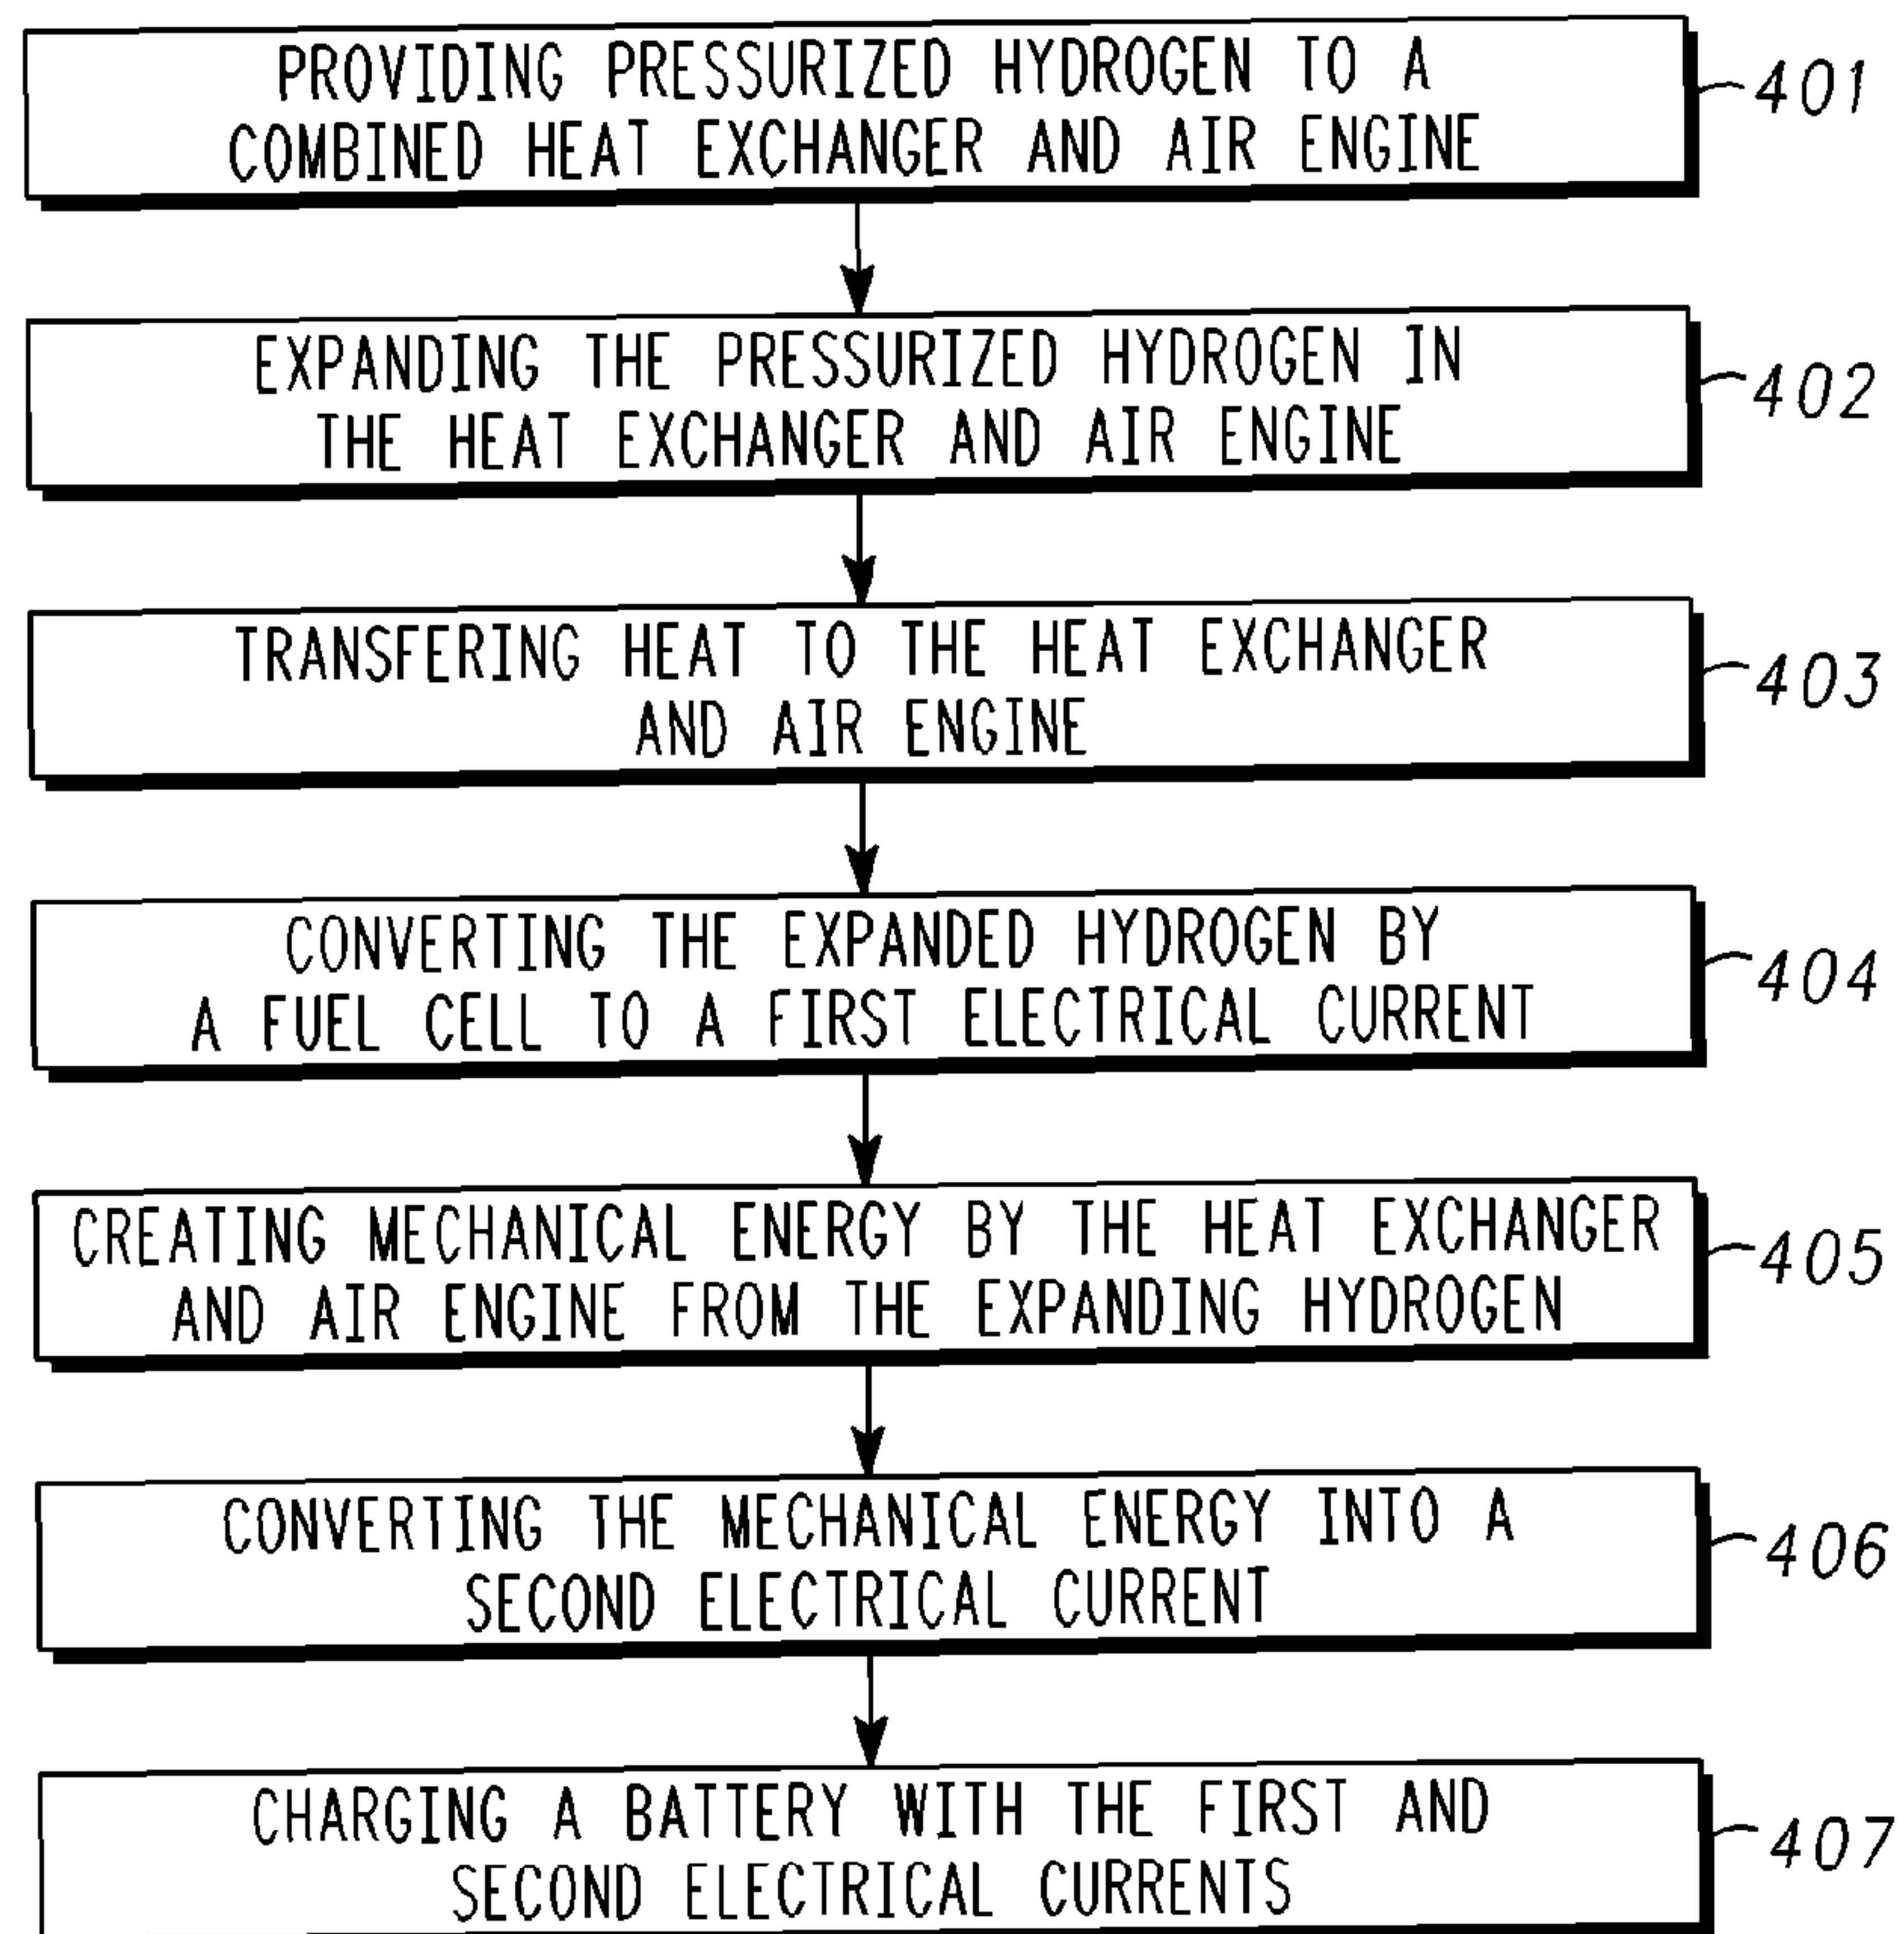 PROVIDING PRESSURIZED HYDROGEN TO A
COMBINED HEAT EXCHANGER AND AIR ENGINE
401
EXPANDING THE PRESSURIZED HYDROGEN IN
THE HEAT EXCHANGER AND AIR ENGINE
402
TRANSFERING HEAT TO THE HEAT EXCHANGER
AND AIR ENGINE
403
CONVERTING THE EXPANDED HYDROGEN BY
A FUEL CELL TO A FIRST ELECTRICAL CURRENT
404
CREATING MECHANICAL ENERGY BY THE HEAT EXCHANGER
AND AIR ENGINE FROM THE EXPANDING HYDROGEN
405
CONVERTING THE MECHANICAL ENERGY INTO A
SECOND ELECTRICAL CURRENT
406
CHARGING A BATTERY WITH THE FIRST AND
SECOND ELECTRICAL CURRENTS
407